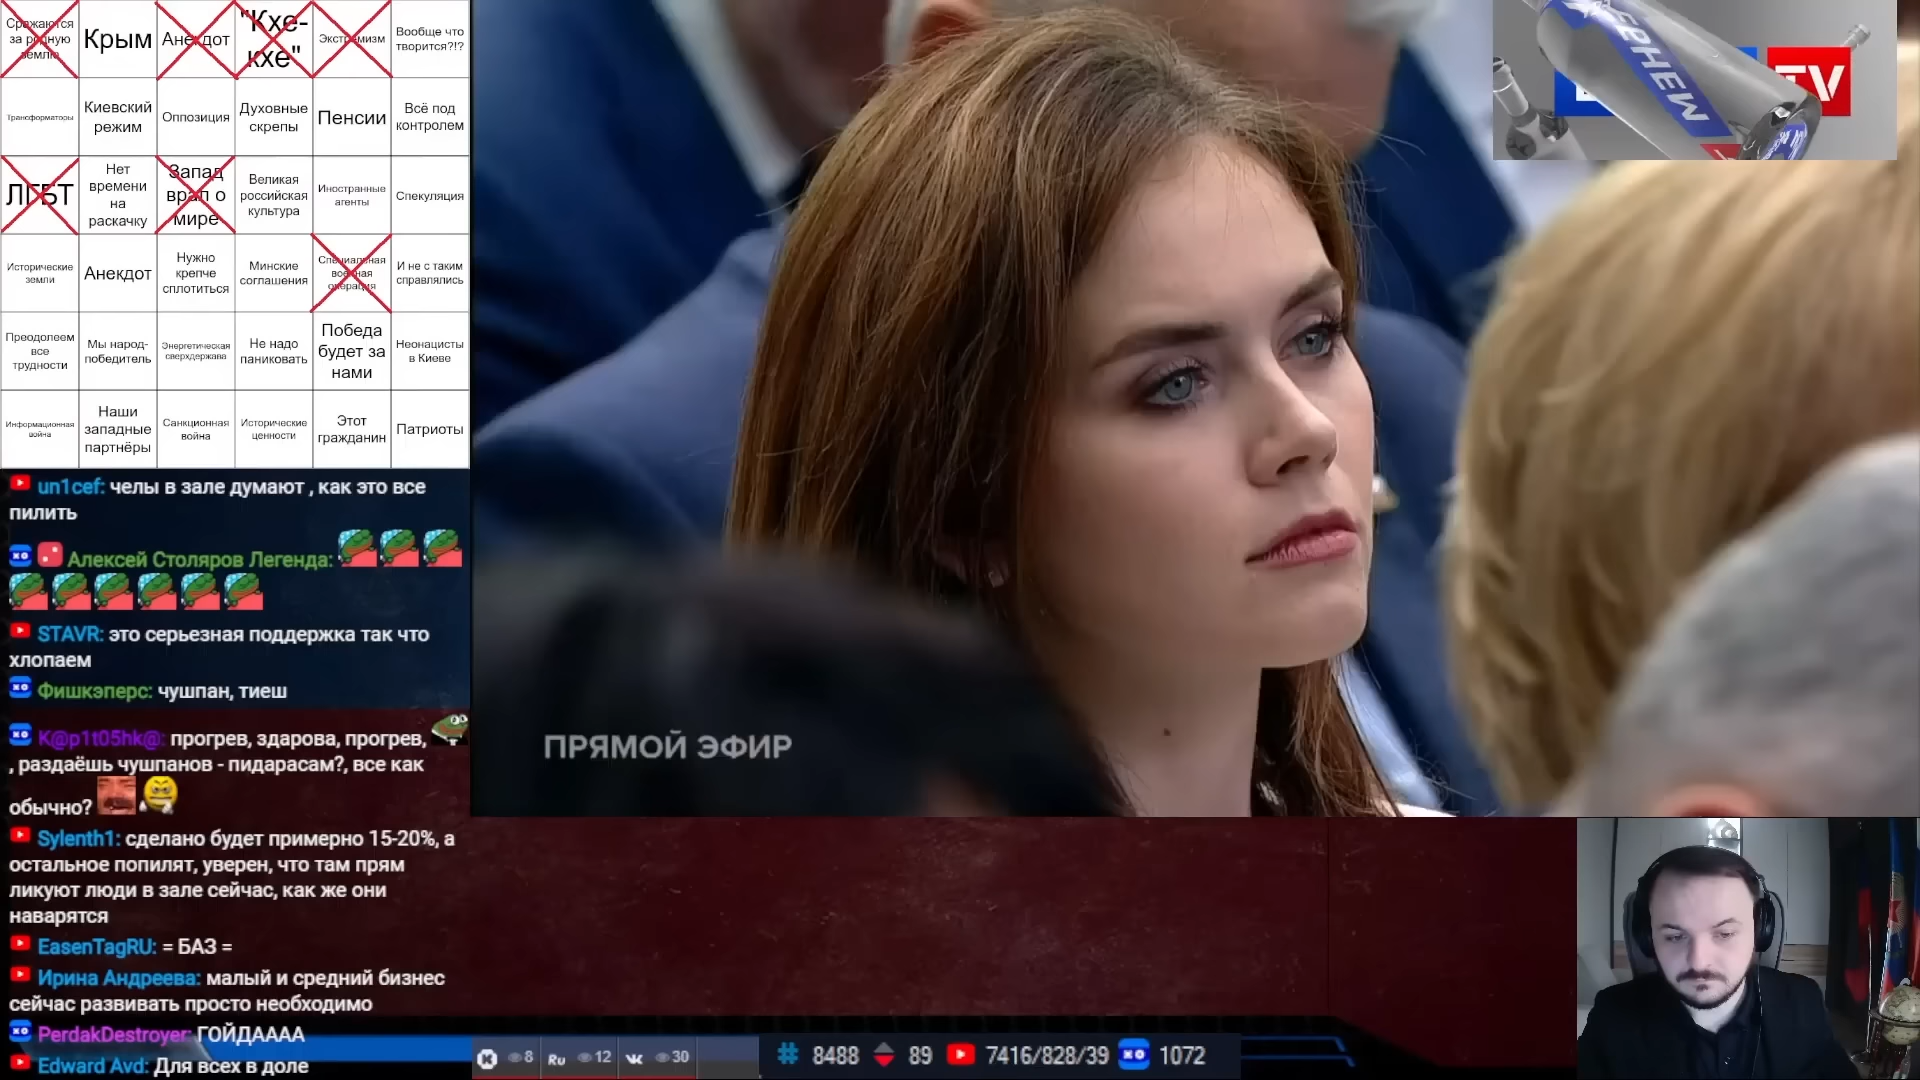 Сражаются
за родную
землю
Крым
Анекдот
"Кхе-
кхе"
Экстремизм
Вообще что
творится?!?
Трансформаторы
Киевский
режим
Оппозиция
Духовные
скрепы
Пенсии
Всё под
контролем
ЛГБТ
Нет
времени
на
раскачку
Запад
врал о
мире
Великая
российская
культура
Иностранные
агенты
Спекуляция
Исторические
земли
Анекдот
Нужно
крепче
сплотиться
Минские
соглашения
Специальная
военная
операция
И не с таким
справлялись
Преодолеем
все
трудности
Мы народ-
победитель
Энергетическая
сверхдержава
Не надо
паниковать
Победа
будет за
нами
Неонацисты
в Киеве
Информационная
война
Наши
западные
партнёры
Санкционная
война
Исторические
ценности
Этот
гражданин
Патриоты
TV
un1cef: челы в зале думают , как это все
пилить
Алексей Столяров Легенда:
STAVR: это серьезная поддержка так что
хлопаем
Фишкэперс: чушпан, тиеш
K@p1t05hk@: прогрев, здарова, прогрев,
, раздаёшь чушпанов - пидарасам?, все как
обычно?
Sylenth1: сделано будет примерно 15-20%, а
остальное попилят, уверен, что там прям
ликуют люди в зале сейчас, как же они
наварятся
EasenTagRU: = БАЗ =
Ирина Андреева: малый и средний бизнес
сейчас развивать просто необходимо
PerdakDestroyer: ГОЙДАААА
Edward Avd: Для всех в доле
ПРЯМОЙ ЭФИР
8 Ru 12 30
# 8488 89 7416/828/39 XO 1072